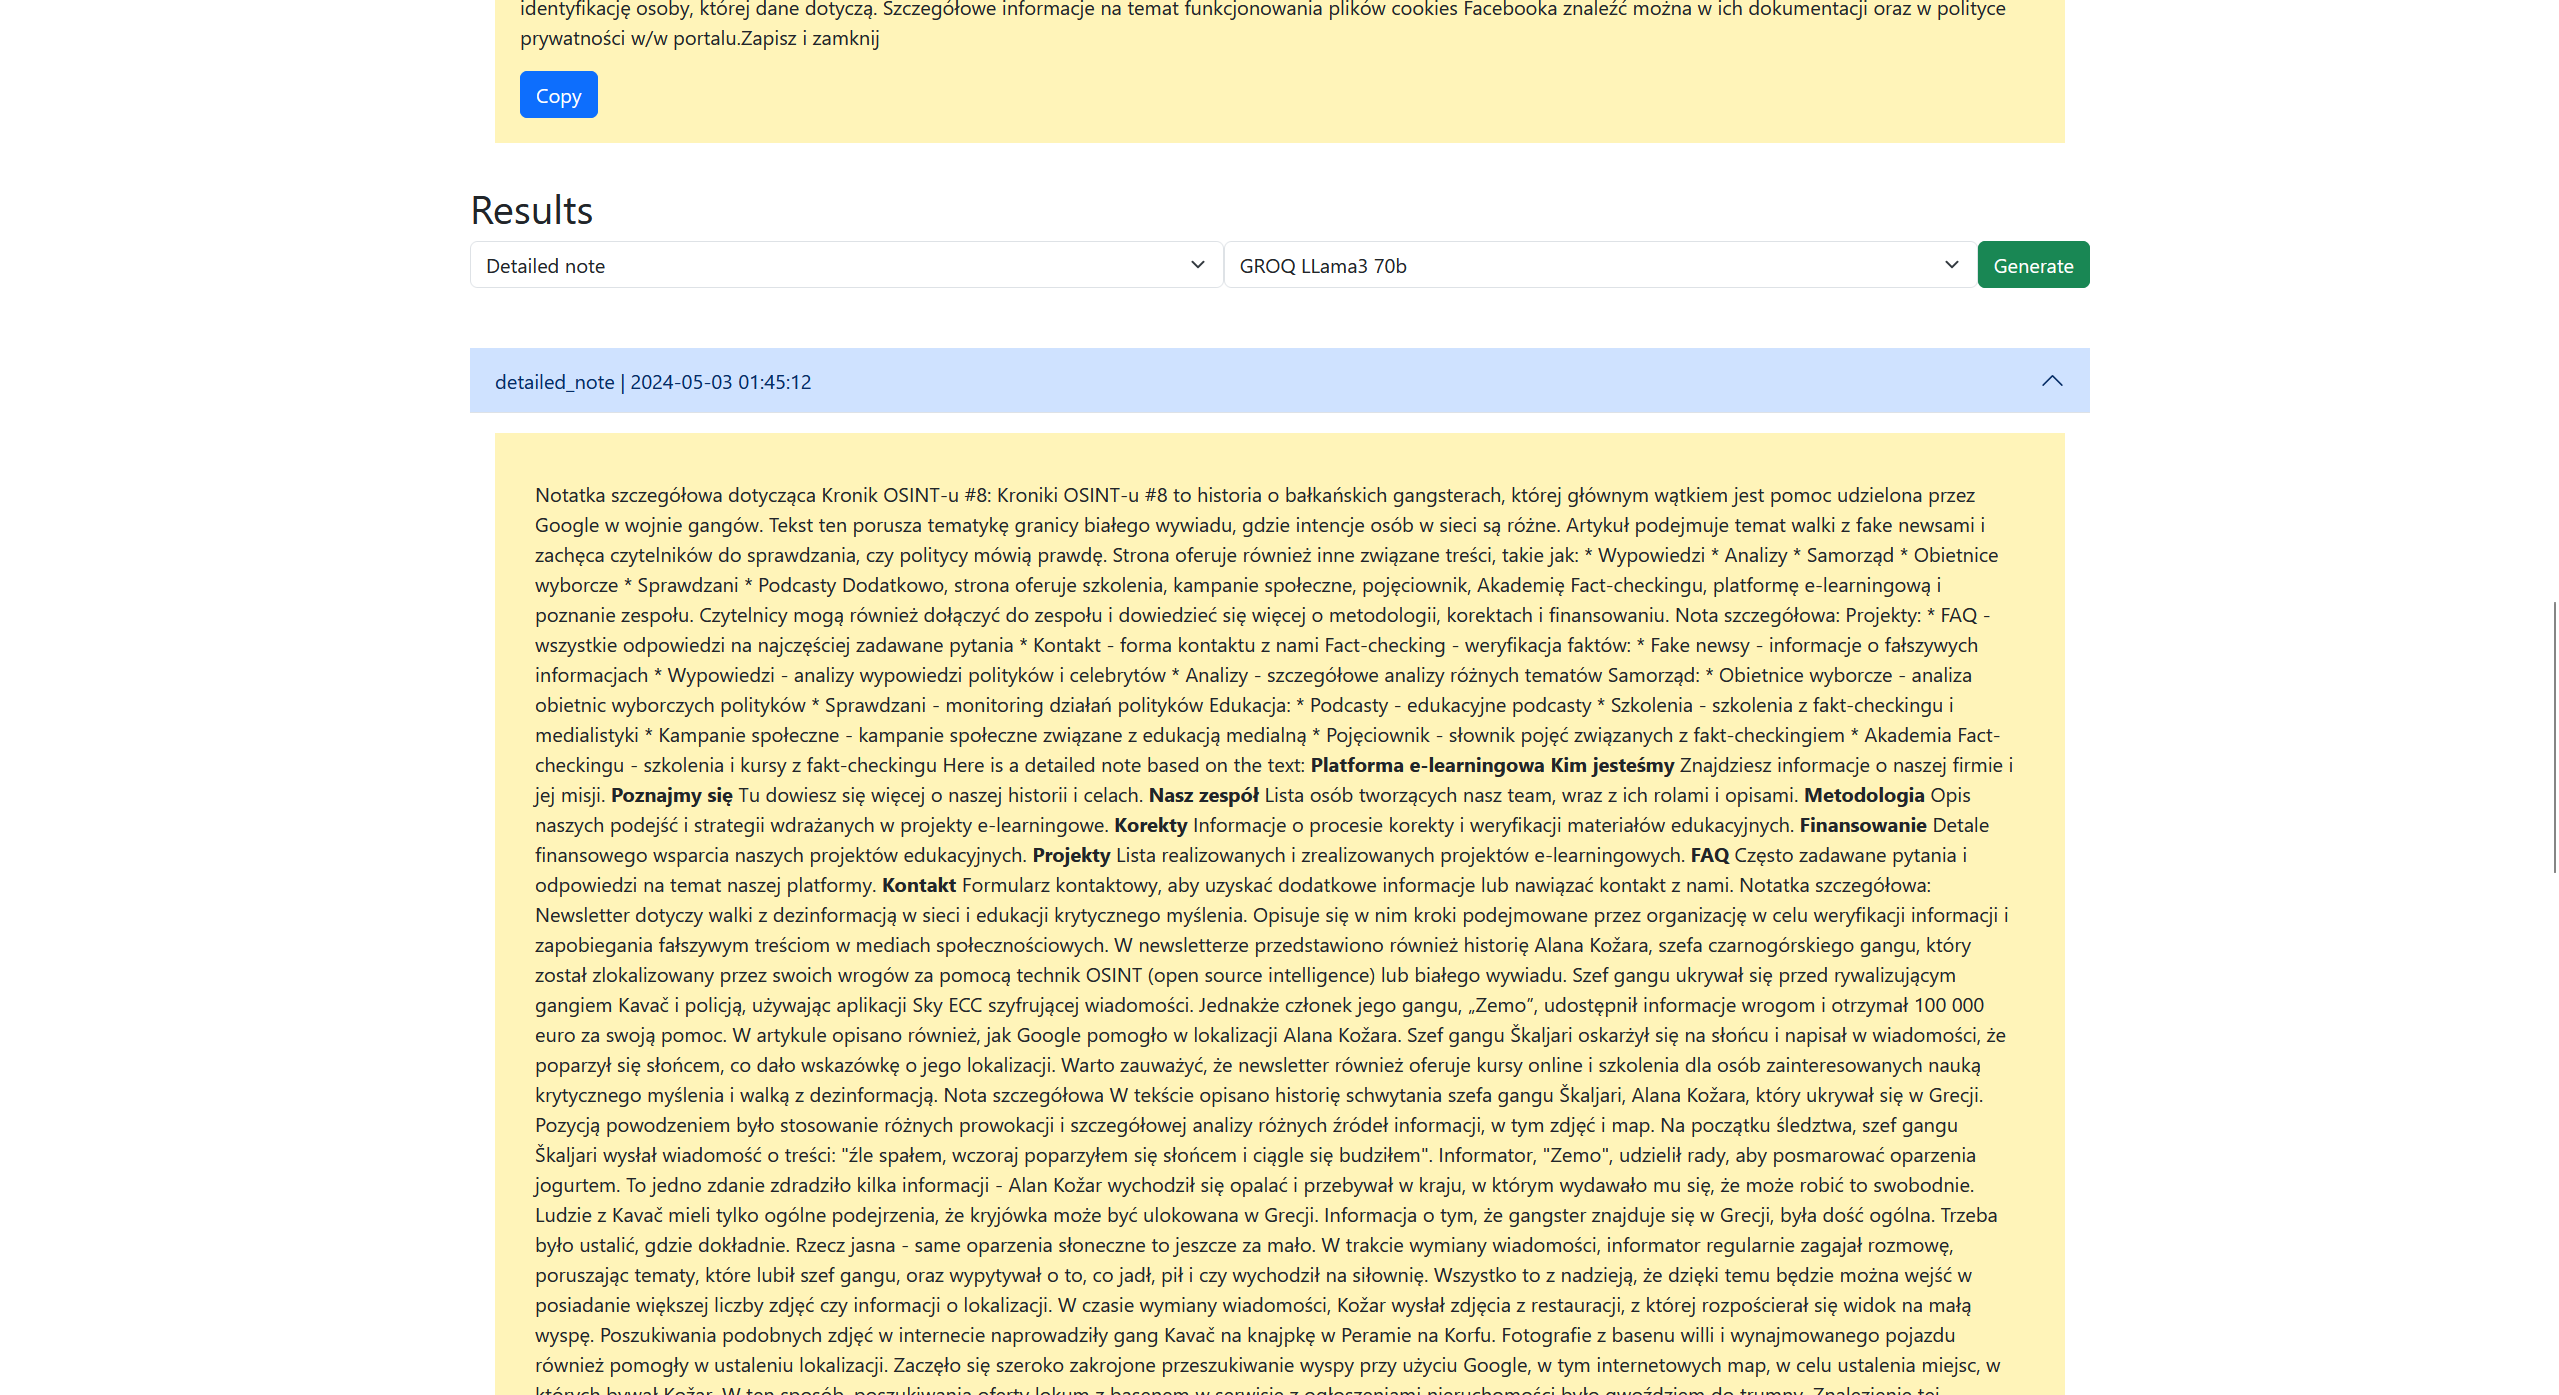 identyfikację osoby, której dane dotyczą. Szczegółowe informacje na temat funkcjonowania plików cookies Facebooka znaleźć można w ich dokumentacji oraz w polityce
prywatności w/w portalu.Zapisz i zamknij
Copy
Results
Detailed note GROQ LLama3 70b Generate
detailed_note | 2024-05-03 01:45:12
Notatka szczegółowa dotycząca Kronik OSINT-u #8: Kroniki OSINT-u #8 to historia o bałkańskich gangsterach, której głównym wątkiem jest pomoc udzielona przez
Google w wojnie gangów. Tekst ten porusza tematykę granicy białego wywiadu, gdzie intencje osób w sieci są różne. Artykuł podejmuje temat walki z fake newsami i
zachęca czytelników do sprawdzania, czy politycy mówią prawdę. Strona oferuje również inne związane treści, takie jak: * Wypowiedzi * Analizy * Samorząd * Obietnice
wyborcze * Sprawdzani * Podcasty Dodatkowo, strona oferuje szkolenia, kampanie społeczne, pojęciownik, Akademię Fact-checkingu, platformę e-learningową i
poznanie zespołu. Czytelnicy mogą również dołączyć do zespołu i dowiedzieć się więcej o metodologii, korektach i finansowaniu. Nota szczegółowa: Projekty: * FAQ -
wszystkie odpowiedzi na najczęściej zadawane pytania * Kontakt - forma kontaktu z nami Fact-checking - weryfikacja faktów: * Fake newsy - informacje o fałszywych
informacjach * Wypowiedzi - analizy wypowiedzi polityków i celebrytów * Analizy - szczegółowe analizy różnych tematów Samorząd: * Obietnice wyborcze - analiza
obietnic wyborczych polityków * Sprawdzani - monitoring działań polityków Edukacja: * Podcasty - edukacyjne podcasty * Szkolenia - szkolenia z fakt-checkingu i
medialistyki * Kampanie społeczne - kampanie społeczne związane z edukacją medialną * Pojęciownik - słownik pojęć związanych z fakt-checkingiem * Akademia Fact-
checkingu - szkolenia i kursy z fakt-checkingu Here is a detailed note based on the text: Platforma e-learningowa Kim jesteśmy Znajdziesz informacje o naszej firmie i
jej misji. Poznajmy się Tu dowiesz się więcej o naszej historii i celach. Nasz zespół Lista osób tworzących nasz team, wraz z ich rolami i opisami. Metodologia Opis
naszych podejść i strategii wdrażanych w projekty e-learningowe. Korekty Informacje o procesie korekty i weryfikacji materiałów edukacyjnych. Finansowanie Detale
finansowego wsparcia naszych projektów edukacyjnych. Projekty Lista realizowanych i zrealizowanych projektów e-learningowych. FAQ Często zadawane pytania i
odpowiedzi na temat naszej platformy. Kontakt Formularz kontaktowy, aby uzyskać dodatkowe informacje lub nawiązać kontakt z nami. Notatka szczegółowa:
Newsletter dotyczy walki z dezinformacją w sieci i edukacji krytycznego myślenia. Opisuje się w nim kroki podejmowane przez organizację w celu weryfikacji informacji i
zapobiegania fałszywym treściom w mediach społecznościowych. W newsletterze przedstawiono również historię Alana Kožara, szefa czarnogórskiego gangu, który
został zlokalizowany przez swoich wrogów za pomocą technik OSINT (open source intelligence) lub białego wywiadu. Szef gangu ukrywał się przed rywalizującym
gangiem Kavač i policją, używając aplikacji Sky ECC szyfrującej wiadomości. Jednakże członek jego gangu, „Zemo”, udostępnił informacje wrogom i otrzymał 100 000
euro za swoją pomoc. W artykule opisano również, jak Google pomogło w lokalizacji Alana Kožara. Szef gangu Škaljari oskarżył się na słońcu i napisał w wiadomości, że
poparzył się słońcem, co dało wskazówkę o jego lokalizacji. Warto zauważyć, że newsletter również oferuje kursy online i szkolenia dla osób zainteresowanych nauką
krytycznego myślenia i walką z dezinformacją. Nota szczegółowa W tekście opisano historię schwytania szefa gangu Škaljari, Alana Kožara, który ukrywał się w Grecji.
Pozycją powodzeniem było stosowanie różnych prowokacji i szczegółowej analizy różnych źródeł informacji, w tym zdjęć i map. Na początku śledztwa, szef gangu
Škaljari wysłał wiadomość o treści: "źle spałem, wczoraj poparzyłem się słońcem i ciągle się budziłem". Informator, "Zemo", udzielił rady, aby posmarować oparzenia
jogurtem. To jedno zdanie zdradziło kilka informacji - Alan Kožar wychodził się opalać i przebywał w kraju, w którym wydawało mu się, że może robić to swobodnie.
Ludzie z Kavač mieli tylko ogólne podejrzenia, że kryjówka może być ulokowana w Grecji. Informacja o tym, że gangster znajduje się w Grecji, była dość ogólna. Trzeba
było ustalić, gdzie dokładnie. Rzecz jasna - same oparzenia słoneczne to jeszcze za mało. W trakcie wymiany wiadomości, informator regularnie zagajał rozmowę,
poruszając tematy, które lubił szef gangu, oraz wypytywał o to, co jadł, pił i czy wychodził na siłownię. Wszystko to z nadzieją, że dzięki temu będzie można wejść w
posiadanie większej liczby zdjęć czy informacji o lokalizacji. W czasie wymiany wiadomości, Kožar wysłał zdjęcia z restauracji, z której rozpościerał się widok na małą
wyspę. Poszukiwania podobnych zdjęć w internecie naprowadziły gang Kavač na knajpkę w Peramie na Korfu. Fotografie z basenu willi i wynajmowanego pojazdu
również pomogły w ustaleniu lokalizacji. Zaczęło się szeroko zakrojone przeszukiwanie wyspy przy użyciu Google, w tym internetowych map, w celu ustalenia miejsc, w
których bywał Kožar. W ten sposób, poszukiwania oferty lokum z basenem w serwisie z ogłoszeniami nieruchomości było gwoździem do trumny. Znalezienie tej